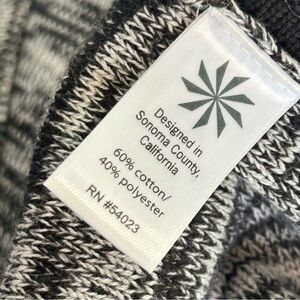 Designed in
Sonoma County,
California
60% cotton/
40% polyester
RN #54023